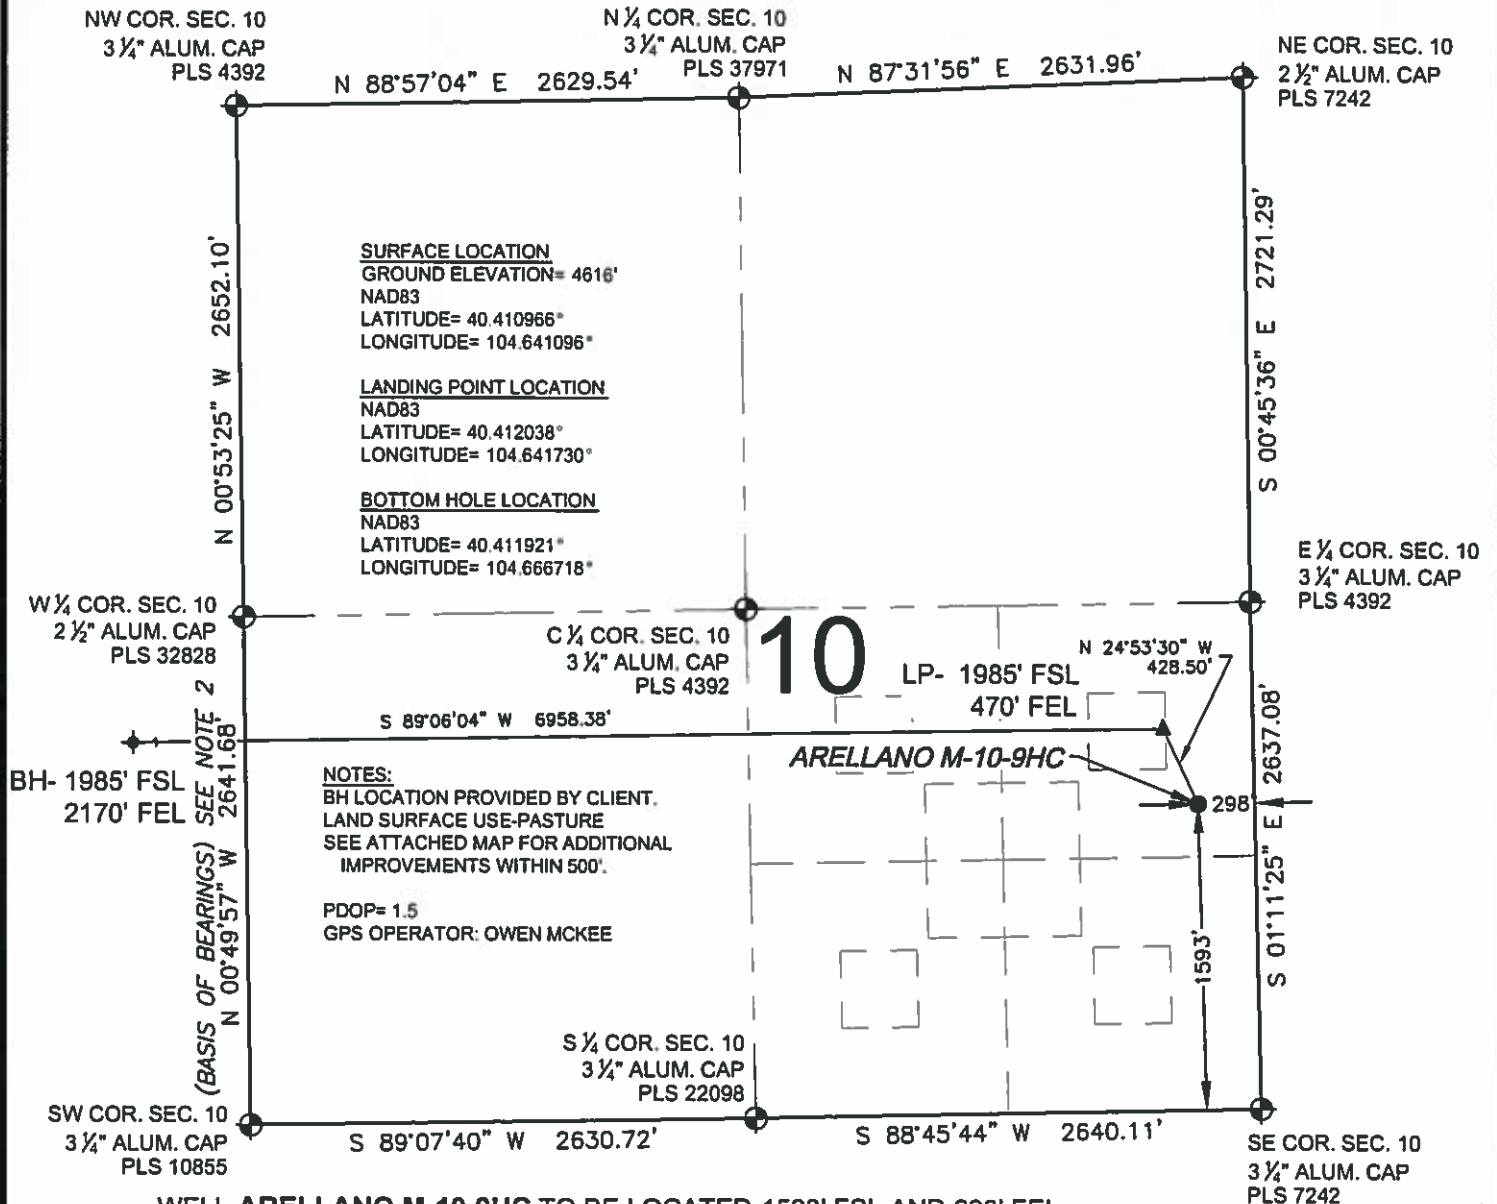 NW COR. SEC. 10
3 ¼" ALUM. CAP
PLS 4392
N ¼ COR. SEC. 10
3 ¼" ALUM. CAP
PLS 37971
NE COR. SEC. 10
2 ½" ALUM. CAP
PLS 7242
N 88°57'04" E 2629.54'
N 87°31'56" E 2631.96'
N 00°53'25" W 2652.10'
S 00°45'36" E 2721.29'
SURFACE LOCATION
GROUND ELEVATION= 4616'
NAD83
LATITUDE= 40.410966°
LONGITUDE= 104.641096°
LANDING POINT LOCATION
NAD83
LATITUDE= 40.412038°
LONGITUDE= 104.641730°
BOTTOM HOLE LOCATION
NAD83
LATITUDE= 40.411921°
LONGITUDE= 104.666718°
W ¼ COR. SEC. 10
2 ½" ALUM. CAP
PLS 32828
C ¼ COR. SEC. 10
3 ¼" ALUM. CAP
PLS 4392
10
E ¼ COR. SEC. 10
3 ¼" ALUM. CAP
PLS 4392
N 24°53'30" W
428.50'
LP- 1985' FSL
470' FEL
S 89°06'04" W 6958.38'
ARELLANO M-10-9HC
BH- 1985' FSL
2170' FEL
(BASIS OF BEARINGS) SEE NOTE 2
N 00°49'57" W 2641.68'
NOTES:
BH LOCATION PROVIDED BY CLIENT.
LAND SURFACE USE-PASTURE
SEE ATTACHED MAP FOR ADDITIONAL
IMPROVEMENTS WITHIN 500'.
PDOP= 1.5
GPS OPERATOR: OWEN MCKEE
298'
1593'
S 01°11'25" E 2637.08'
S ¼ COR. SEC. 10
3 ¼" ALUM. CAP
PLS 22098
SW COR. SEC. 10
3 ¼" ALUM. CAP
PLS 10855
S 89°07'40" W 2630.72'
S 88°45'44" W 2640.11'
SE COR. SEC. 10
3 ¼" ALUM. CAP
PLS 7242
WELL ARELLANO M-10-9HC TO BE LOCATED 1593' FSL AND 298' FEL